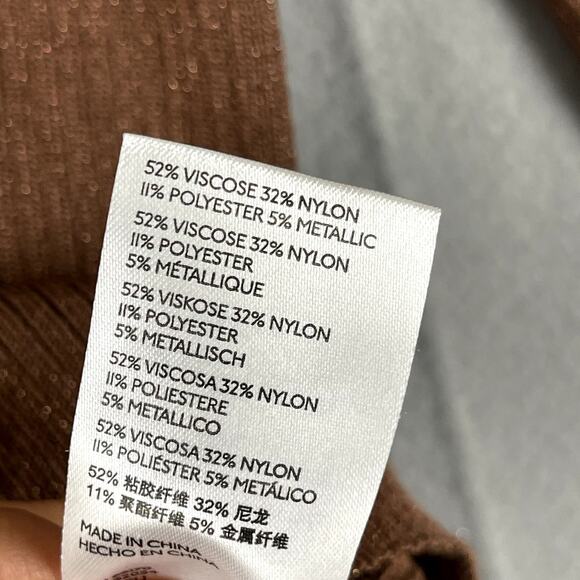 52% VISCOSE 32% NYLON
11% POLYESTER 5% METALLIC
52% VISCOSE 32% NYLON
11% POLYESTER
5% MÉTALLIQUE
52% VISKOSE 32% NYLON
11% POLYESTER
5% METALLISCH
52% VISCOSA 32% NYLON
11% POLIESTERE
5% METALLICO
52% VISCOSA 32% NYLON
11% POLIÉSTER 5% METÁLICO
52% 粘胶纤维 32% 尼龙
11% 聚酯纤维 5% 金属纤维
MADE IN CHINA
HECHO EN CHINA